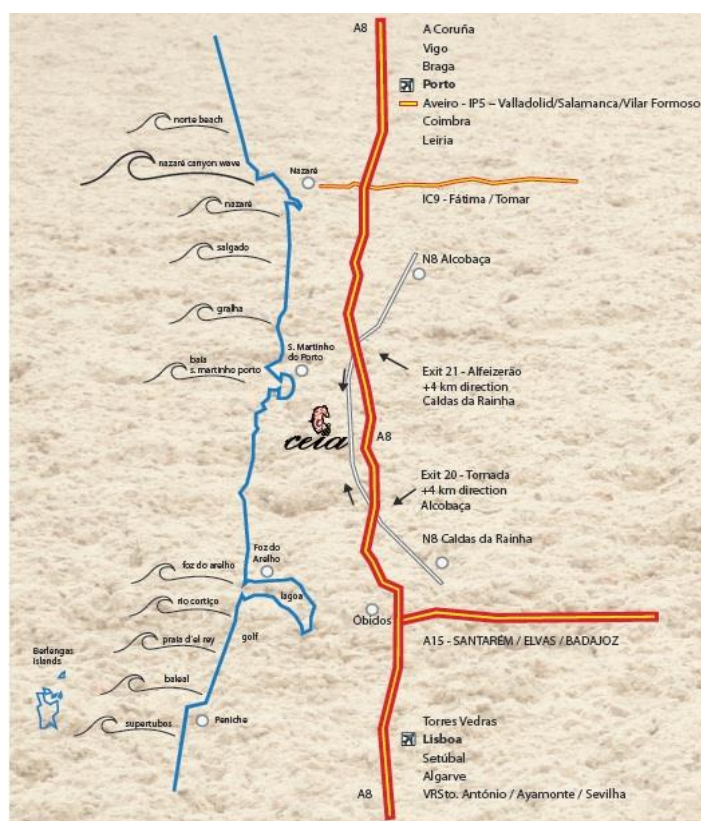 A8
A Coruña
Vigo
Braga
Porto
Aveiro - IP5 – Valladolid/Salamanca/Vilar Formoso
Coimbra
Leiria
norte beach
nazaré canyon wave
Nazaré
IC9 - Fátima / Tomar
nazaré
salgado
N8 Alcobaça
gralha
S. Martinho
do Porto
baia
s. martinho porto
Exit 21 - Alfeizerão
+4 km direction
Caldas da Rainha
ceia
A8
Exit 20 - Tornada
+4 km direction
Alcobaça
N8 Caldas da Rainha
Foz do
Arelho
foz do arelho
lagoa
rio cortiço
Óbidos
golf
praia d'el rey
A15 - SANTARÉM / ELVAS / BADAJOZ
Berlengas
Islands
baleal
Peniche
supertubos
Torres Vedras
Lisboa
Setúbal
Algarve
VRSto. António / Ayamonte / Sevilha
A8